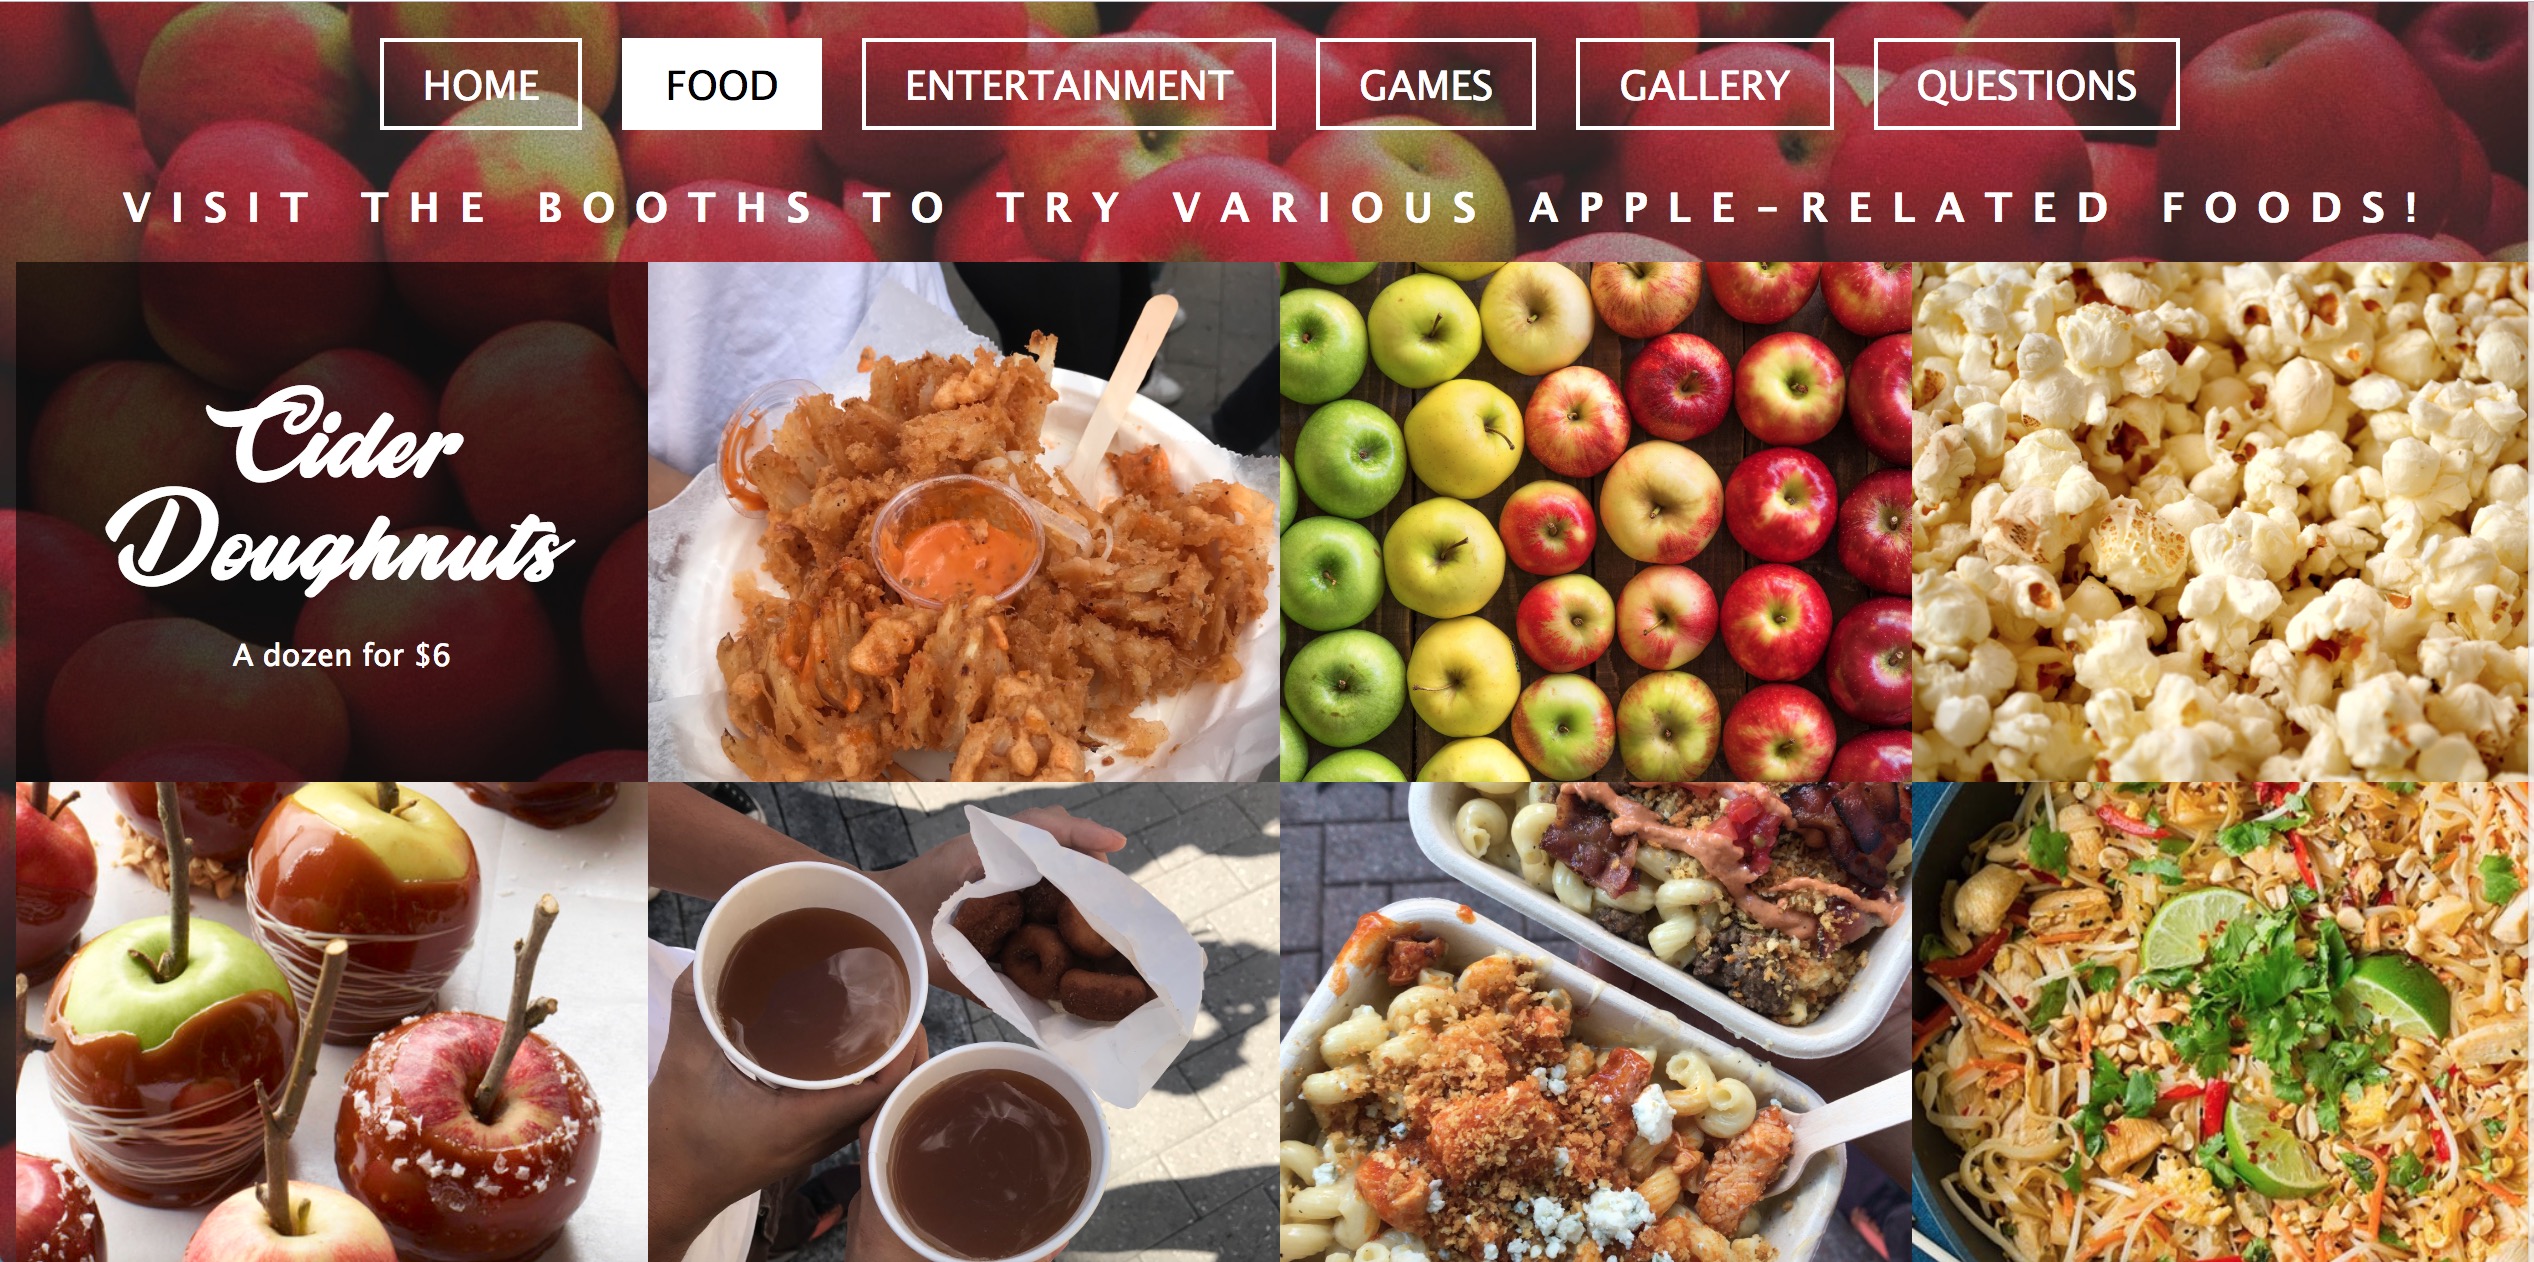 HOME FOOD ENTERTAINMENT GAMES GALLERY QUESTIONS
VISIT THE BOOTHS TO TRY VARIOUS APPLE-RELATED FOODS!
Cider
Doughnuts
A dozen for $6